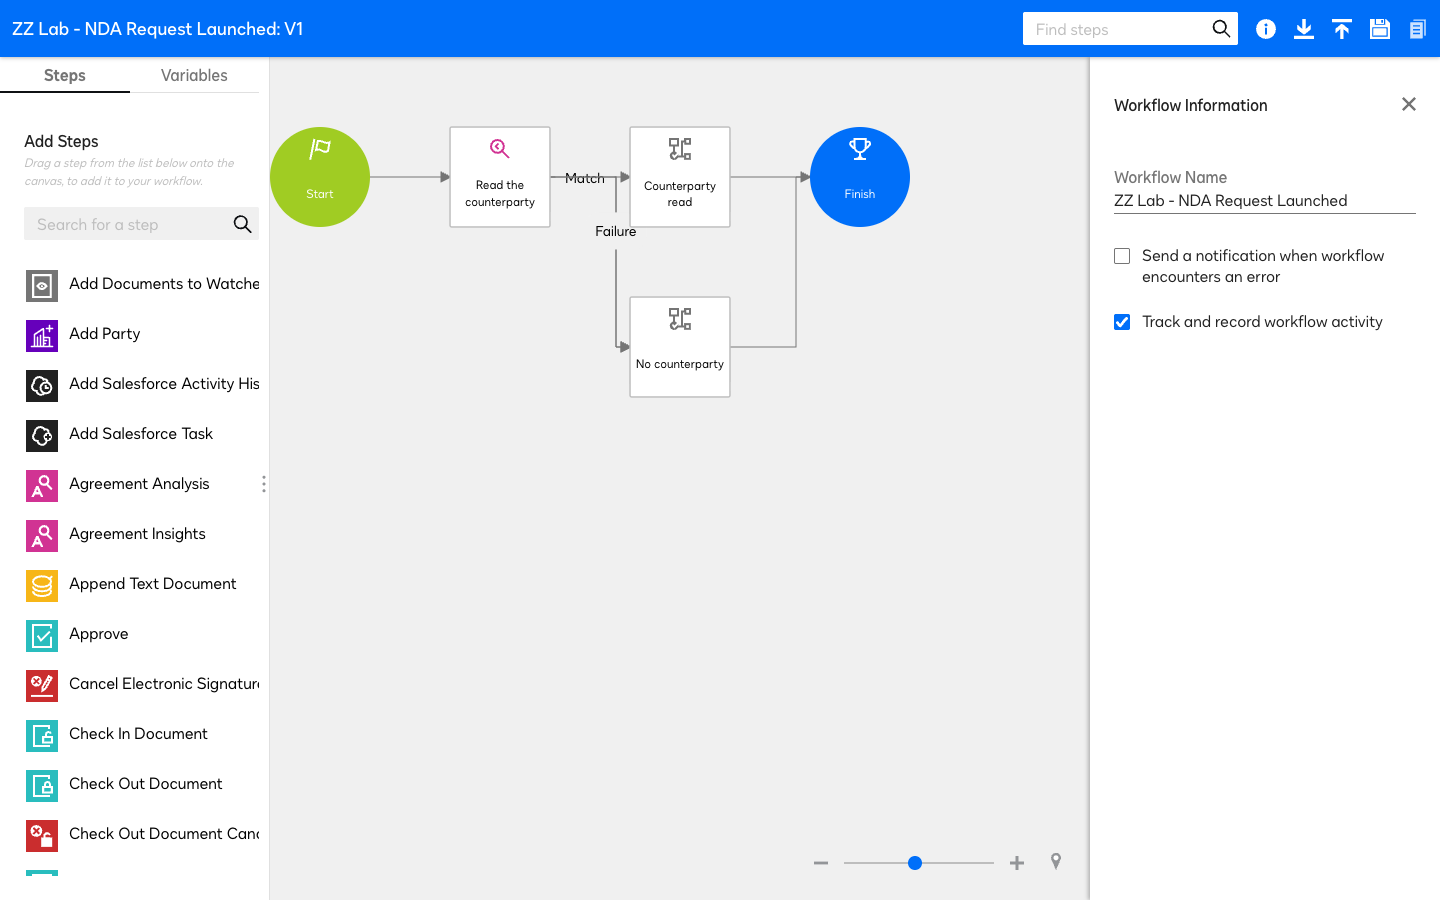 ZZ Lab - NDA Request Launched: V1
Find steps
Steps
Variables
Add Steps
Drag a step from the list below onto the
canvas, to add it to your workflow.
Search for a step
Add Documents to Watche
Add Party
Add Salesforce Activity His
Add Salesforce Task
Agreement Analysis
Agreement Insights
Append Text Document
Approve
Cancel Electronic Signature
Check In Document
Check Out Document
Check Out Document Canc
Start
Read the
counterparty
Match
Failure
Counterparty
read
No counterparty
Finish
Workflow Information
Workflow Name
ZZ Lab - NDA Request Launched
Send a notification when workflow
encounters an error
Track and record workflow activity